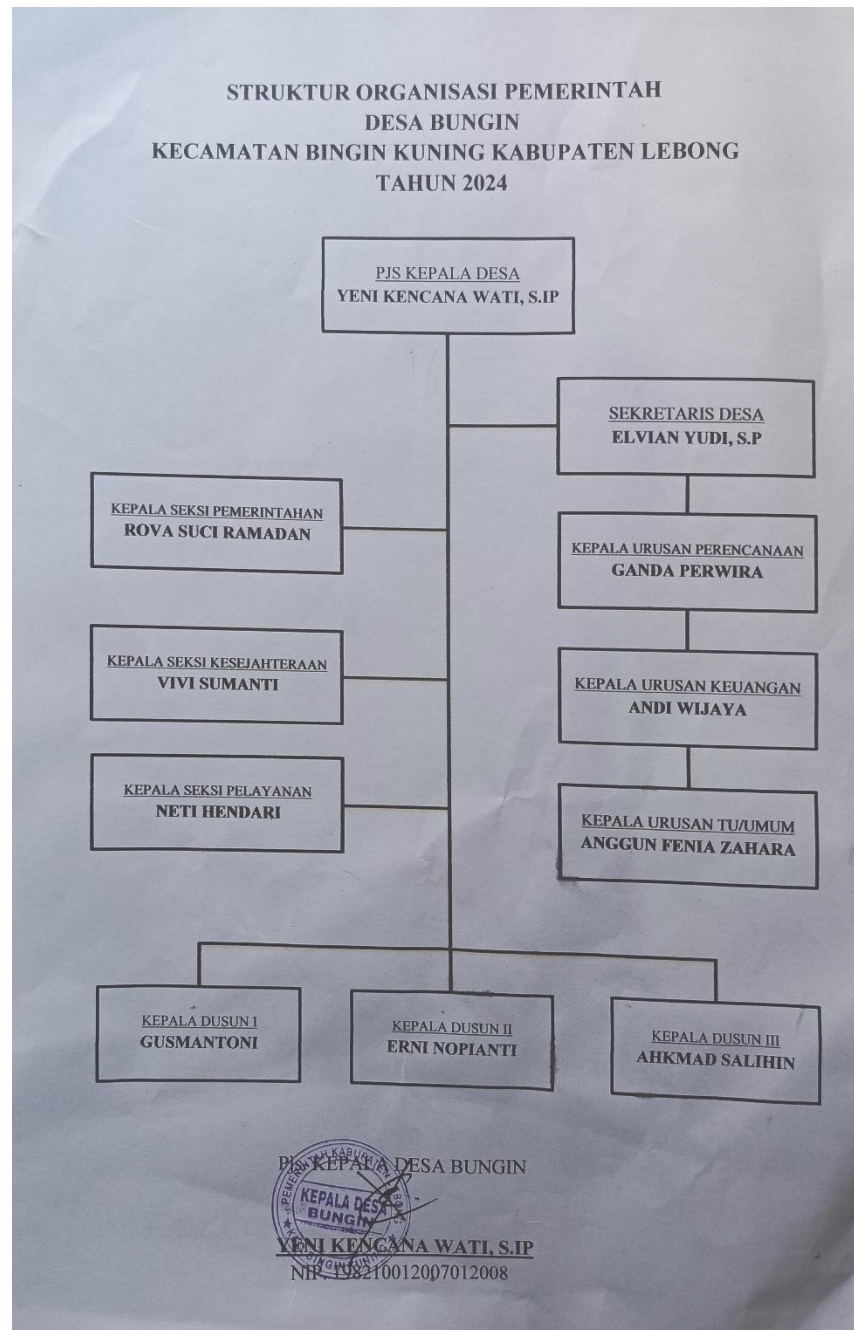 STRUKTUR ORGANISASI PEMERINTAH
DESA BUNGIN
KECAMATAN BINGIN KUNING KABUPATEN LEBONG
TAHUN 2024
PJS KEPALA DESA
YENI KENCANA WATI, S.IP
SEKRETARIS DESA
ELVIAN YUDI, S.P
KEPALA SEKSI PEMERINTAHAN
ROVA SUCI RAMADAN
KEPALA URUSAN PERENCANAAN
GANDA PERWIRA
KEPALA SEKSI KESEJAHTERAAN
VIVI SUMANTI
KEPALA URUSAN KEUANGAN
ANDI WIJAYA
KEPALA SEKSI PELAYANAN
NETI HENDARI
KEPALA URUSAN TU/UMUM
ANGGUN FENIA ZAHARA
KEPALA DUSUN I
GUSMANTONI
KEPALA DUSUN II
ERNI NOPIANTI
KEPALA DUSUN III
AHKMAD SALIHIN
KEPALA DESA BUNGIN
PEMERINTAH KABUPATEN LEBONG
KEPALA DESA
BUNGIN
YENI KENCANA WATI, S.IP
NIP. 198210012007012008